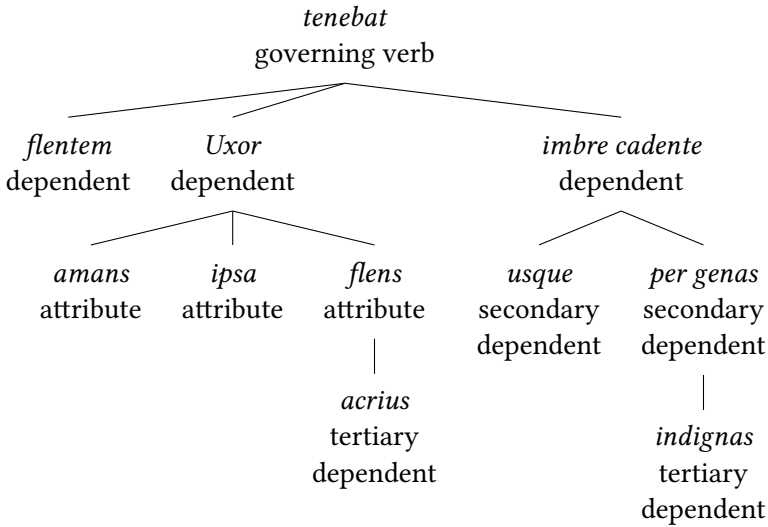 tenebat
governing verb
flentem Uxor imbre cadente
dependent dependent dependent
amans ipsa flens usque per genas
attribute attribute attribute secondary secondary
dependent dependent
acrius indignas
tertiary tertiary
dependent dependent